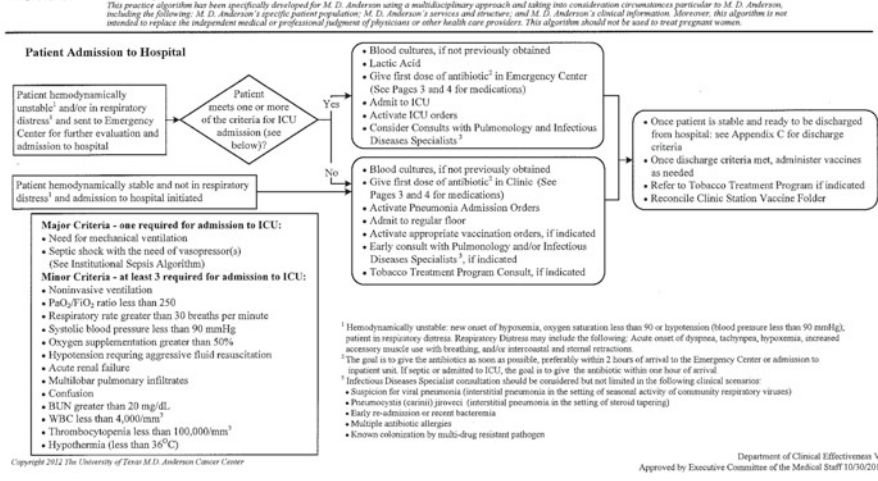 This practice algorithm has been specifically developed for M. D. Anderson using a multidisciplinary approach and taking into consideration circumstances particular to M. D. Anderson,
including the following: M. D. Anderson's specific patient population; M. D. Anderson's services and structure; and M. D. Anderson's clinical information. Moreover, this algorithm is not
intended to replace the independent medical or professional judgment of physicians or other health care providers. This algorithm should not be used to treat pregnant women.
Patient Admission to Hospital
Patient hemodynamically
unstable¹ and/or in respiratory
distress¹ and sent to Emergency
Center for further evaluation and
admission to hospital
Patient
meets one or more
of the criteria for ICU
admission (see
below)?
Yes
No
• Blood cultures, if not previously obtained
• Lactic Acid
• Give first dose of antibiotic² in Emergency Center
(See Pages 3 and 4 for medications)
• Admit to ICU
• Activate ICU orders
• Consider Consults with Pulmonology and Infectious
Diseases Specialists³
Patient hemodynamically stable and not in respiratory
distress¹ and admission to hospital initiated
• Blood cultures, if not previously obtained
• Give first dose of antibiotic² in Clinic (See
Pages 3 and 4 for medications)
• Activate Pneumonia Admission Orders
• Admit to regular floor
• Activate appropriate vaccination orders, if indicated
• Early consult with Pulmonology and/or Infectious
Diseases Specialists³, if indicated
• Tobacco Treatment Program Consult, if indicated
• Once patient is stable and ready to be discharged
from hospital: see Appendix C for discharge
criteria
• Once discharge criteria met, administer vaccines
as needed
• Refer to Tobacco Treatment Program if indicated
• Reconcile Clinic Station Vaccine Folder
Major Criteria - one required for admission to ICU:
• Need for mechanical ventilation
• Septic shock with the need of vasopressor(s)
(See Institutional Sepsis Algorithm)
Minor Criteria - at least 3 required for admission to ICU:
• Noninvasive ventilation
• PaO₂/FiO₂ ratio less than 250
• Respiratory rate greater than 30 breaths per minute
• Systolic blood pressure less than 90 mmHg
• Oxygen supplementation greater than 50%
• Hypotension requring aggressive fluid resuscitation
• Acute renal failure
• Multilobar pulmonary infiltrates
• Confusion
• BUN greater than 20 mg/dL
• WBC less than 4,000/mm³
• Thrombocytopenia less than 100,000/mm³
• Hypothermia (less than 36⁰C)
¹ Hemodynamically unstable: new onset of hypoxemia, oxygen saturation less than 90 or hypotension (blood pressure less than 90 mmHg),
patient in respiratory distress. Respiratory Distress may include the following: Acute onset of dyspnea, tachypnea, hypoxemia, increased
accessory muscle use with breathing, and/or intercoastal and sternal retractions.
² The goal is to give the antibiotics as soon as possible, preferably within 2 hours of arrival to the Emergency Center or admission to
inpatient unit. If septic or admitted to ICU, the goal is to give the antibiotic within one hour of arrival
³ Infectious Diseases Specialist consultation should be considered but not limited in the following clinical scenarios:
• Suspicion for viral pneumonia (interstitial pneumonia in the setting of seasonal activity of community respiratory viruses)
• Pneumocystis (carinii) jiroveci (interstitial pneumonia in the setting of steroid tapering)
• Early re-admission or recent bacteremia
• Multiple antibiotic allergies
• Known colonization by multi-drug resistant pathogen
Copyright 2012 The University of Texas M.D. Anderson Cancer Center
Department of Clinical Effectiveness V
Approved by Executive Committee of the Medical Staff 10/30/201